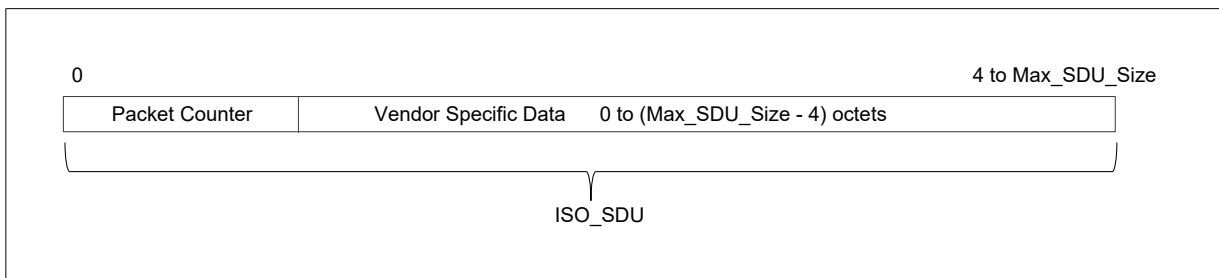 0 4 to Max_SDU_Size
Packet Counter Vendor Specific Data 0 to (Max_SDU_Size - 4) octets
ISO_SDU